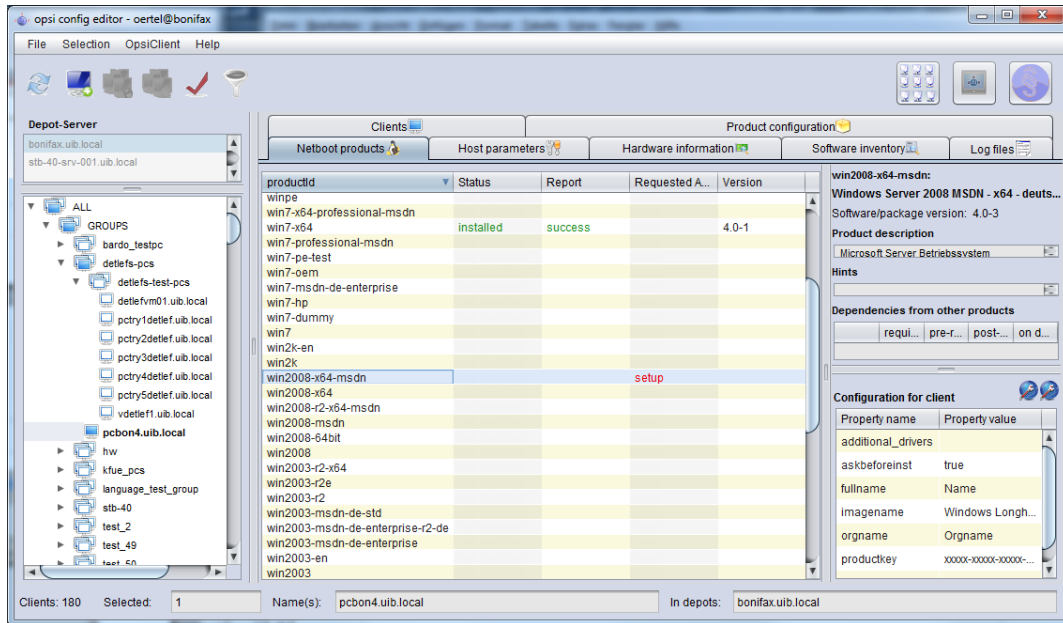 opsi config editor - oertel@bonifax
File Selection OpsiClient Help
Depot-Server
bonifax.uib.local
stb-40-srv-001.uib.local
ALL
GROUPS
bardo_testpc
detlefs-pcs
detlefs-test-pcs
detlefvm01.uib.local
pctry1detlef.uib.local
pctry2detlef.uib.local
pctry3detlef.uib.local
pctry4detlef.uib.local
pctry5detlef.uib.local
vdetlef1.uib.local
pcbon4.uib.local
hw
kfue_pcs
language_test_group
stb-40
test_2
test_49
test_50
Clients Product configuration
Netboot products Host parameters Hardware information Software inventory Log files
productId Status Report Requested A... Version
winpe
win7-x64-professional-msdn
win7-x64 installed success 4.0-1
win7-professional-msdn
win7-pe-test
win7-oem
win7-msdn-de-enterprise
win7-hp
win7-dummy
win7
win2k-en
win2k
win2008-x64-msdn setup
win2008-x64
win2008-r2-x64-msdn
win2008-msdn
win2008-64bit
win2008
win2003-r2-x64
win2003-r2e
win2003-r2
win2003-msdn-de-std
win2003-msdn-de-enterprise-r2-de
win2003-msdn-de-enterprise
win2003-en
win2003
win2008-x64-msdn:
Windows Server 2008 MSDN - x64 - deuts...
Software/package version: 4.0-3
Product description
Microsoft Server Betriebssystem
Hints
Dependencies from other products
requi... pre-r... post-... on d...
Configuration for client
Property name Property value
additional_drivers
askbeforeinst true
fullname Name
imagename Windows Longh...
orgname Orgname
productkey xxxxx-xxxxx-xxxxx-...
Clients: 180 Selected: 1 Name(s): pcbon4.uib.local In depots: bonifax.uib.local